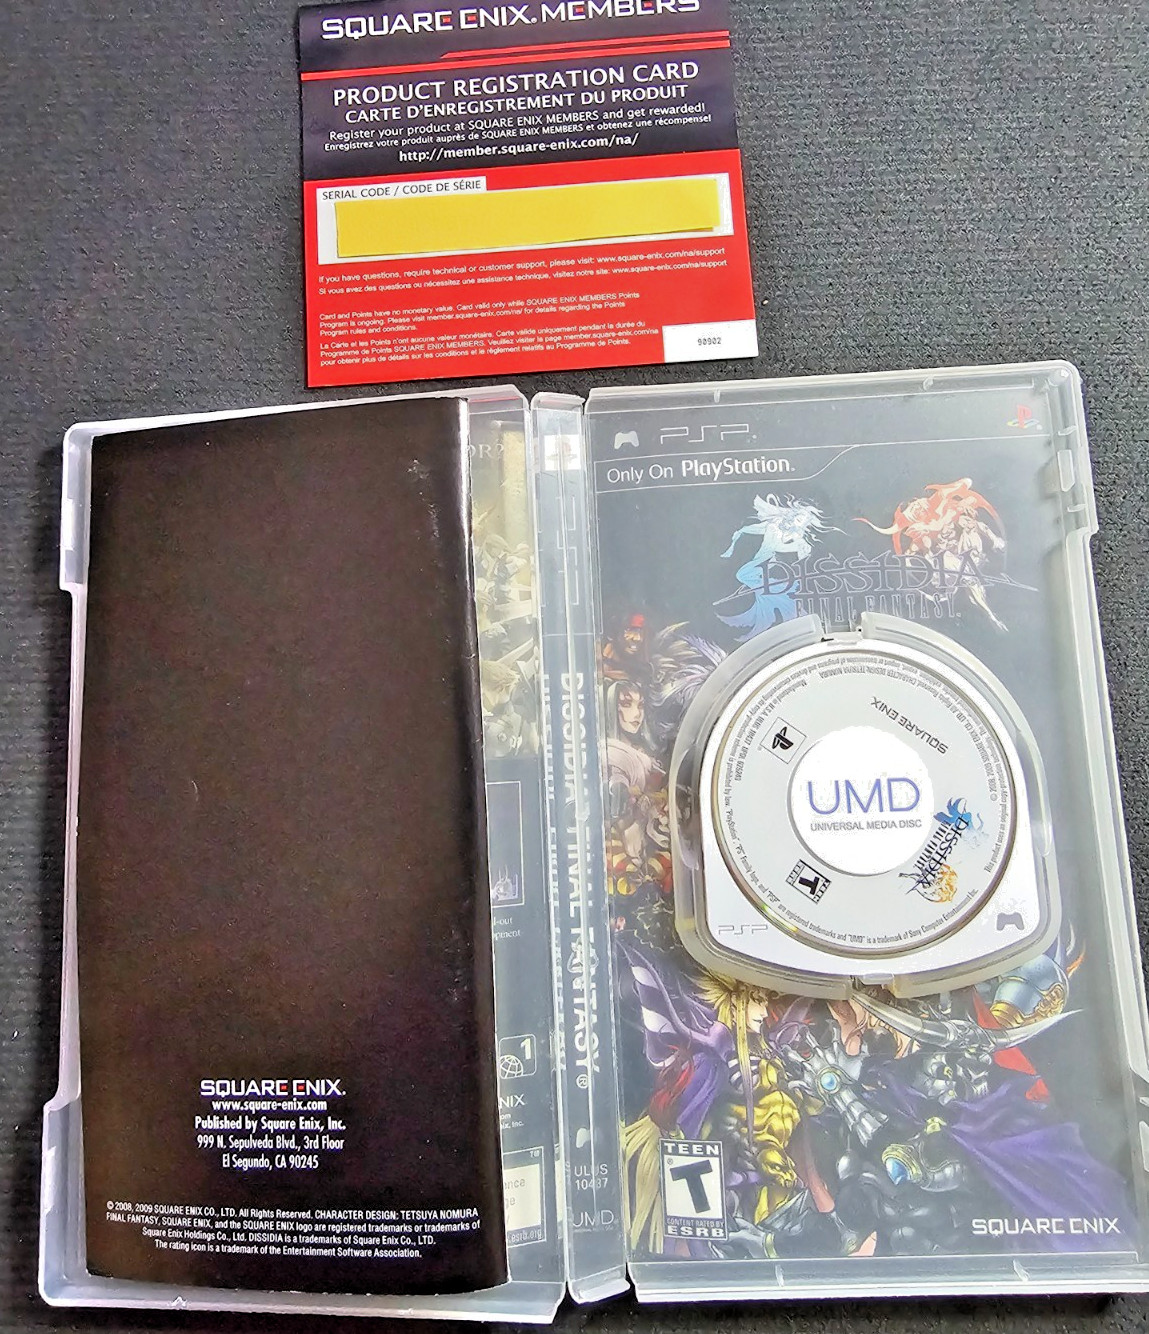 SQUARE ENIX. MEMBERS
PRODUCT REGISTRATION CARD
CARTE D'ENREGISTREMENT DU PRODUIT
Register your product at SQUARE ENIX MEMBERS and get rewarded!
Enregistrez votre produit auprès de SQUARE ENIX MEMBERS et obtenez une récompense!
http://member.square-enix.com/na/
SERIAL CODE / CODE DE SÉRIE
If you have questions, require technical or customer support, please visit: www.square-enix.com/na/support
Si vous avez des questions ou nécessitez une assistance technique, visitez notre site: www.square-enix.com/na/support
Card and Points have no monetary value. Card valid only while SQUARE ENIX MEMBERS Points
Program is ongoing. Please visit member.square-enix.com/na/ for details regarding the Points
Program rules and conditions.
La Carte et les Points n'ont aucune valeur monétaire. Carte valide uniquement pendant la durée du
Programme de Points SQUARE ENIX MEMBERS. Veuillez visiter la page member.square-enix.com/na
pour obtenir plus de détails sur les conditions et le règlement relatifs au Programme de Points.
90902
SQUARE ENIX.
www.square-enix.com
Published by Square Enix, Inc.
999 N. Sepulveda Blvd., 3rd Floor
El Segundo, CA 90245
© 2008, 2009 SQUARE ENIX CO., LTD. All Rights Reserved. CHARACTER DESIGN: TETSUYA NOMURA
FINAL FANTASY, SQUARE ENIX, and the SQUARE ENIX logo are registered trademarks or trademarks of
Square Enix Holdings Co., Ltd. DISSIDIA is a trademarks of Square Enix Co., LTD.
The rating icon is a trademark of the Entertainment Software Association.
1
DISSIDIA FINAL FANTASY®
ULUS
10437
UMD
PSP
Only On PlayStation.
DISSIDIA
FINAL FANTASY
SQUARE ENIX
UMD
UNIVERSAL MEDIA DISC
DISSIDIA
TEEN
T
PSP
TEEN
T
CONTENT RATED BY
ESRB
SQUARE ENIX